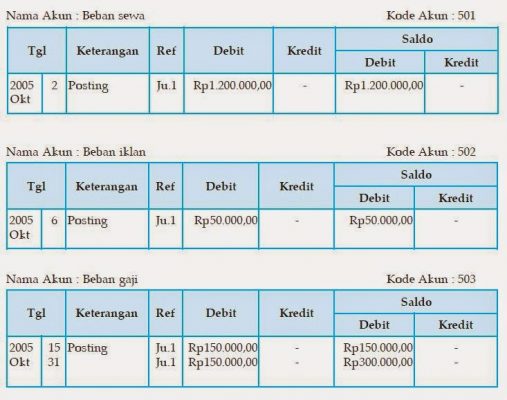 Nama Akun : Beban sewa Kode Akun : 501
Tgl Keterangan Ref Debit Kredit Saldo
Debit Kredit
2005 2 Posting Ju.1 Rp1.200.000,00 - Rp1.200.000,00 -
Okt
Nama Akun : Beban iklan Kode Akun : 502
Tgl Keterangan Ref Debit Kredit Saldo
Debit Kredit
2005 6 Posting Ju.1 Rp50.000,00 - Rp50.000,00 -
Okt
Nama Akun : Beban gaji Kode Akun : 503
Tgl Keterangan Ref Debit Kredit Saldo
Debit Kredit
2005 15 Posting Ju.1 Rp150.000,00 - Rp150.000,00 -
Okt 31 Ju.1 Rp150.000,00 - Rp300.000,00 -